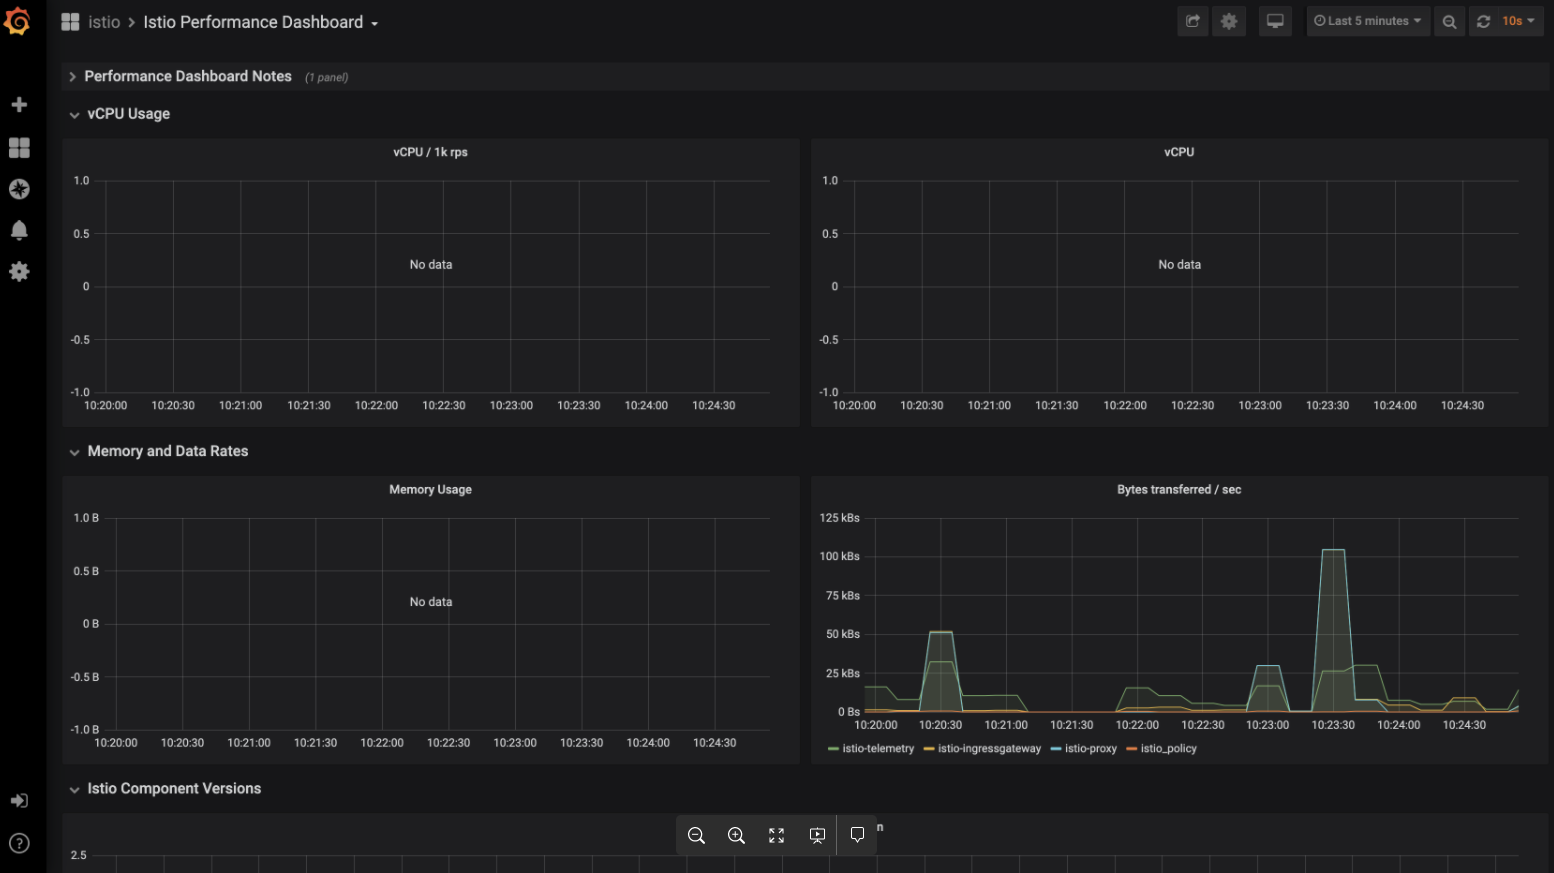 istio > Istio Performance Dashboard
Last 5 minutes
10s
Performance Dashboard Notes (1 panel)
vCPU Usage
vCPU / 1k rps
1.0
0.5
No data
0
-0.5
-1.0
10:20:00 10:20:30 10:21:00 10:21:30 10:22:00 10:22:30 10:23:00 10:23:30 10:24:00 10:24:30
vCPU
1.0
0.5
No data
0
-0.5
-1.0
10:20:00 10:20:30 10:21:00 10:21:30 10:22:00 10:22:30 10:23:00 10:23:30 10:24:00 10:24:30
Memory and Data Rates
Memory Usage
1.0 B
0.5 B
No data
0 B
-0.5 B
-1.0 B
10:20:00 10:20:30 10:21:00 10:21:30 10:22:00 10:22:30 10:23:00 10:23:30 10:24:00 10:24:30
Bytes transferred / sec
125 kBs
100 kBs
75 kBs
50 kBs
25 kBs
0 Bs
10:20:00 10:20:30 10:21:00 10:21:30 10:22:00 10:22:30 10:23:00 10:23:30 10:24:00 10:24:30
istio-telemetry istio-ingressgateway istio-proxy istio_policy
Istio Component Versions
n
2.5